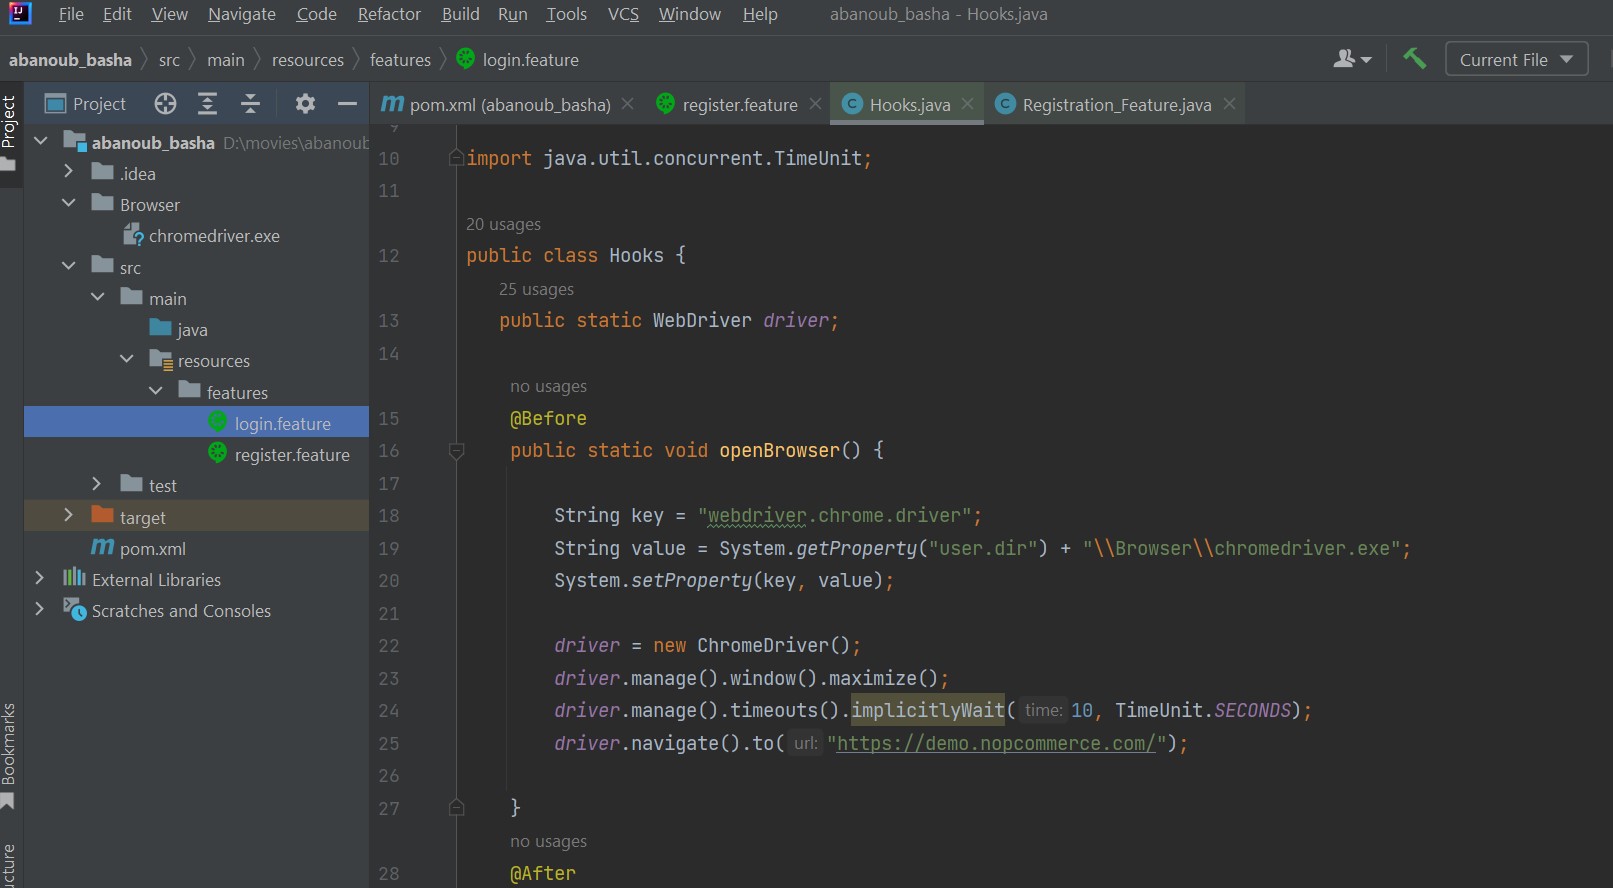 File Edit View Navigate Code Refactor Build Run Tools VCS Window Help abanoub_basha - Hooks.java
abanoub_basha src main resources features login.feature Current File
Project
Project
pom.xml (abanoub_basha) register.feature Hooks.java Registration_Feature.java
abanoub_basha D:\movies\abanoub
.idea
Browser
chromedriver.exe
src
main
java
resources
features
login.feature
register.feature
test
target
pom.xml
External Libraries
Scratches and Consoles
Bookmarks
ucture
9
10 import java.util.concurrent.TimeUnit;
11
20 usages
12 public class Hooks {
25 usages
13 public static WebDriver driver;
14
no usages
15 @Before
16 public static void openBrowser() {
17
18 String key = "webdriver.chrome.driver";
19 String value = System.getProperty("user.dir") + "\\Browser\\chromedriver.exe";
20 System.setProperty(key, value);
21
22 driver = new ChromeDriver();
23 driver.manage().window().maximize();
24 driver.manage().timeouts().implicitlyWait( time: 10, TimeUnit.SECONDS);
25 driver.navigate().to( url: "https://demo.nopcommerce.com/");
26
27 }
no usages
28 @After